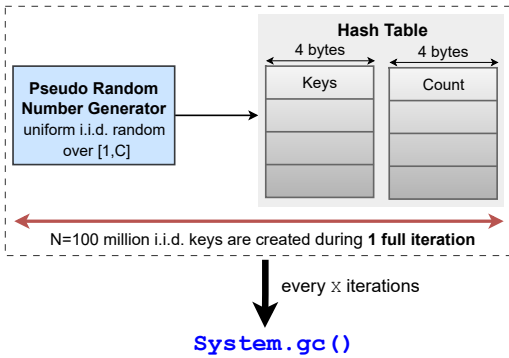 Hash Table
4 bytes
4 bytes
Keys
Count
Pseudo Random
Number Generator
uniform i.i.d. random
over [1,C]
N=100 million i.i.d. keys are created during 1 full iteration
every X iterations
System.gc()